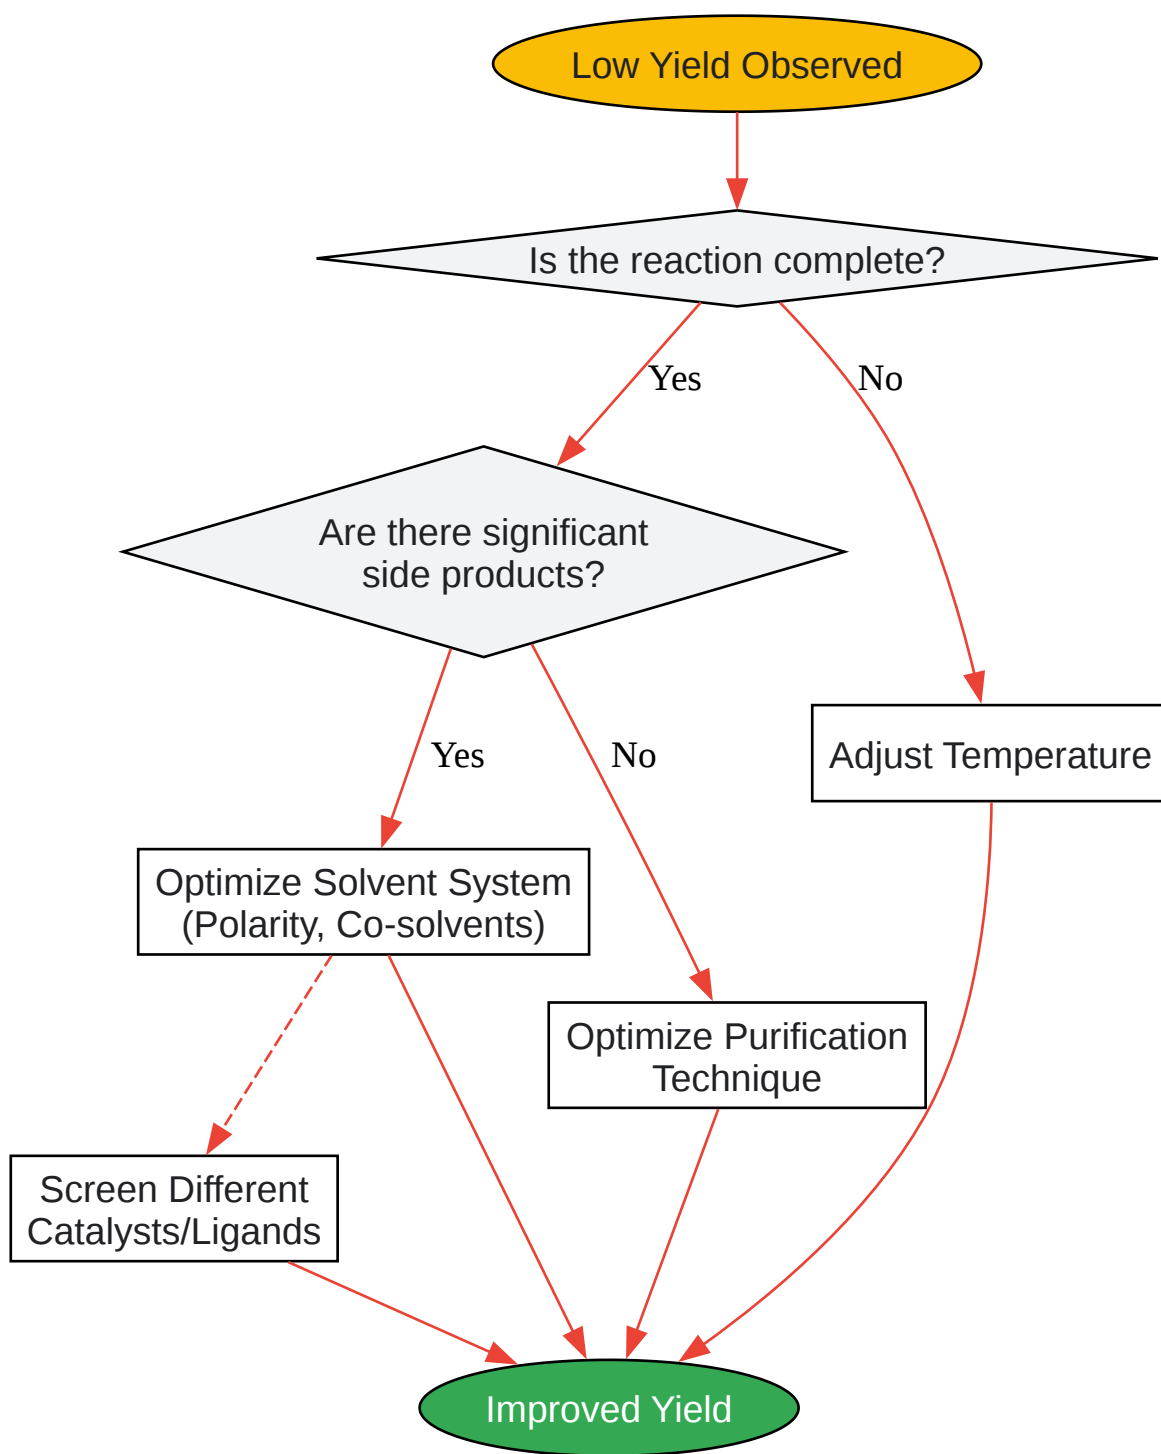 Low Yield Observed
Is the reaction complete?
Yes
No
Are there significant
side products?
Yes
No
Adjust Temperature
Optimize Solvent System
(Polarity, Co-solvents)
Optimize Purification
Technique
Screen Different
Catalysts/Ligands
Improved Yield